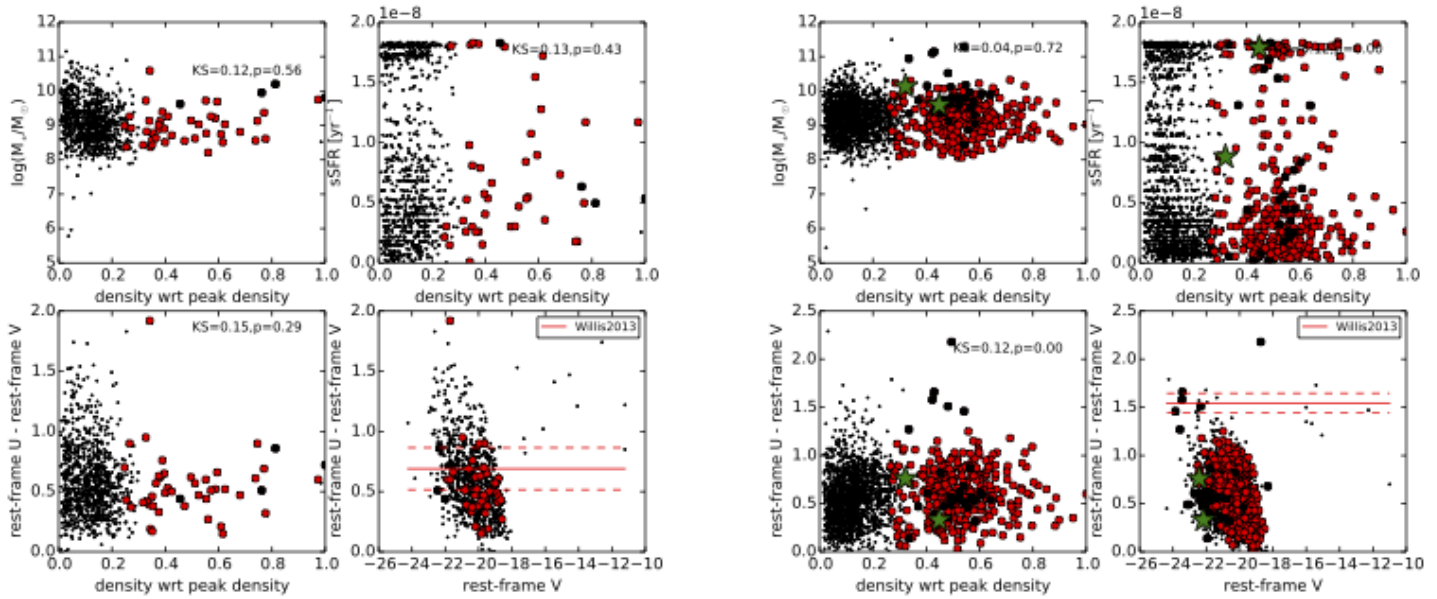 1e−8
1e−8
12
11
10
9
8
7
6
5
log(M⋆/M⊙)
KS=0.12,p=0.56
0.0 0.2 0.4 0.6 0.8 1.0
density wrt peak density
2.0
1.5
1.0
0.5
0.0
sSFR [yr⁻¹]
KS=0.13,p=0.43
0.0 0.2 0.4 0.6 0.8 1.0
density wrt peak density
12
11
10
9
8
7
6
5
log(M⋆/M⊙)
KS=0.04,p=0.72
0.0 0.2 0.4 0.6 0.8 1.0
density wrt peak density
2.0
1.5
1.0
0.5
0.0
sSFR [yr⁻¹]
0.0 0.2 0.4 0.6 0.8 1.0
density wrt peak density
2.0
1.5
1.0
0.5
0.0
rest-frame U - rest-frame V
KS=0.15,p=0.29
0.0 0.2 0.4 0.6 0.8 1.0
density wrt peak density
2.0
1.5
1.0
0.5
0.0
rest-frame U - rest-frame V
Willis2013
−26−24−22−20−18−16−14−12−10
rest-frame V
2.5
2.0
1.5
1.0
0.5
0.0
rest-frame U - rest-frame V
KS=0.12,p=0.00
0.0 0.2 0.4 0.6 0.8 1.0
density wrt peak density
2.5
2.0
1.5
1.0
0.5
0.0
rest-frame U - rest-frame V
Willis2013
−26−24−22−20−18−16−14−12−10
rest-frame V